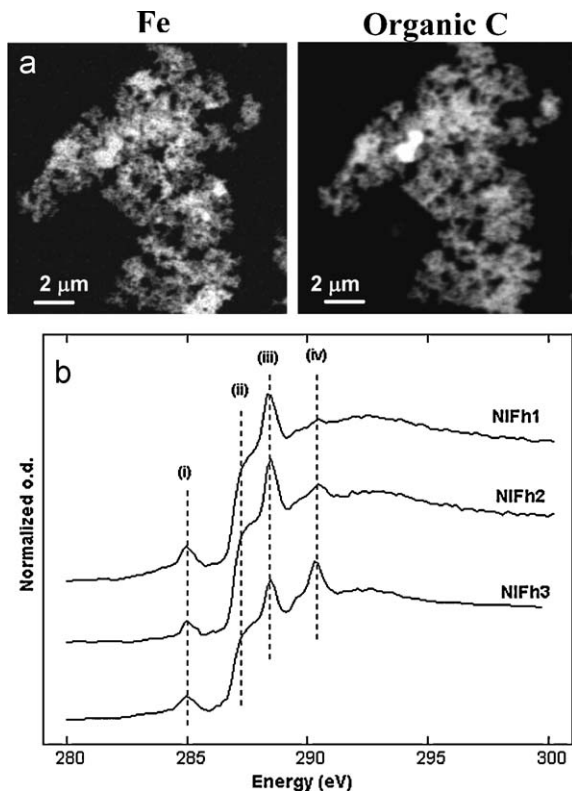 Fe Organic C
a
2 μm 2 μm
b
(i) (ii) (iii) (iv)
NIFh1
NIFh2
NIFh3
Normalized o.d.
280 285 290 295 300
Energy (eV)